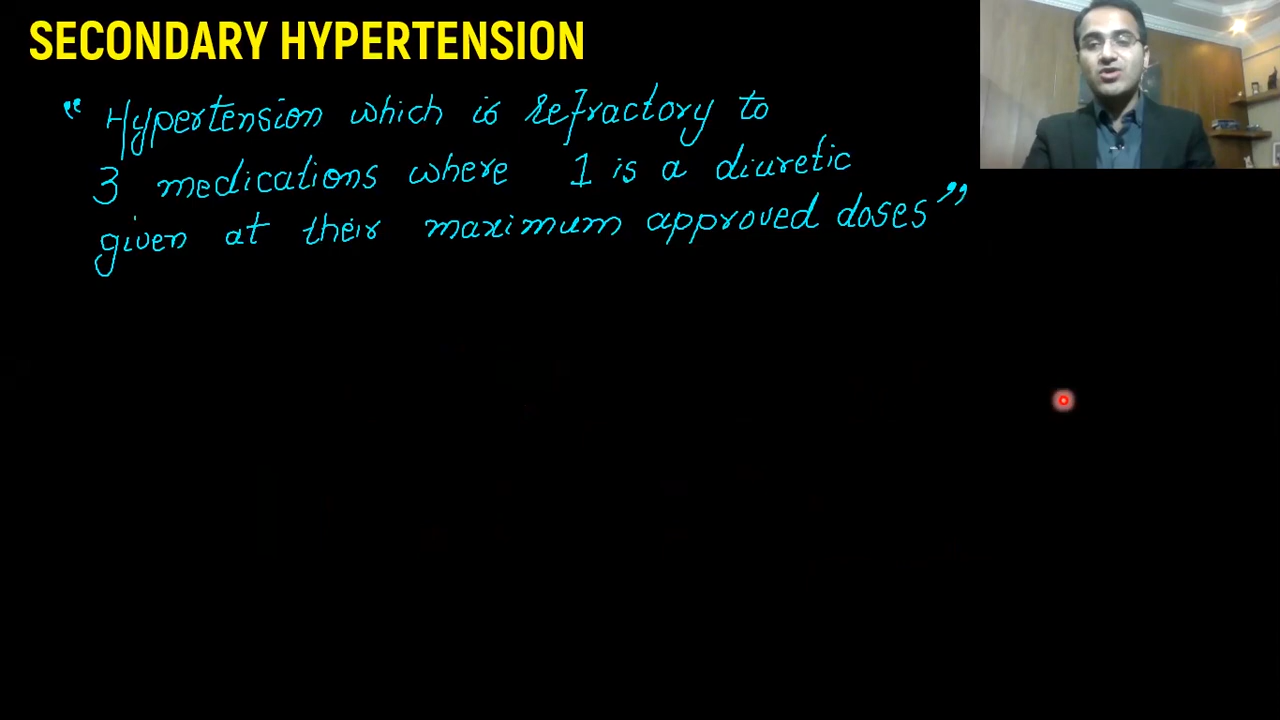 SECONDARY HYPERTENSION
“ Hypertension which is refractory to
3 medications where 1 is a diuretic
given at their maximum approved doses ”